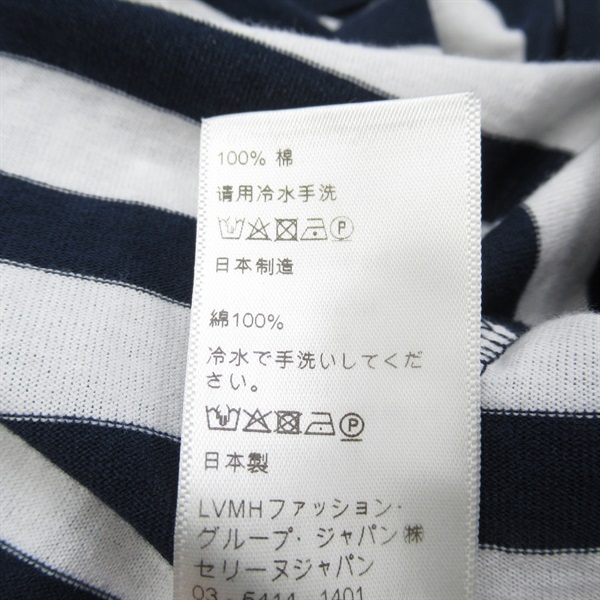 100% 棉
请用冷水手洗
P
日本制造
綿100%
冷水で手洗いしてくだ
さい。
P
日本製
LVMHファッション・
グループ・ジャパン㈱
セリーヌジャパン
03-5414-1401